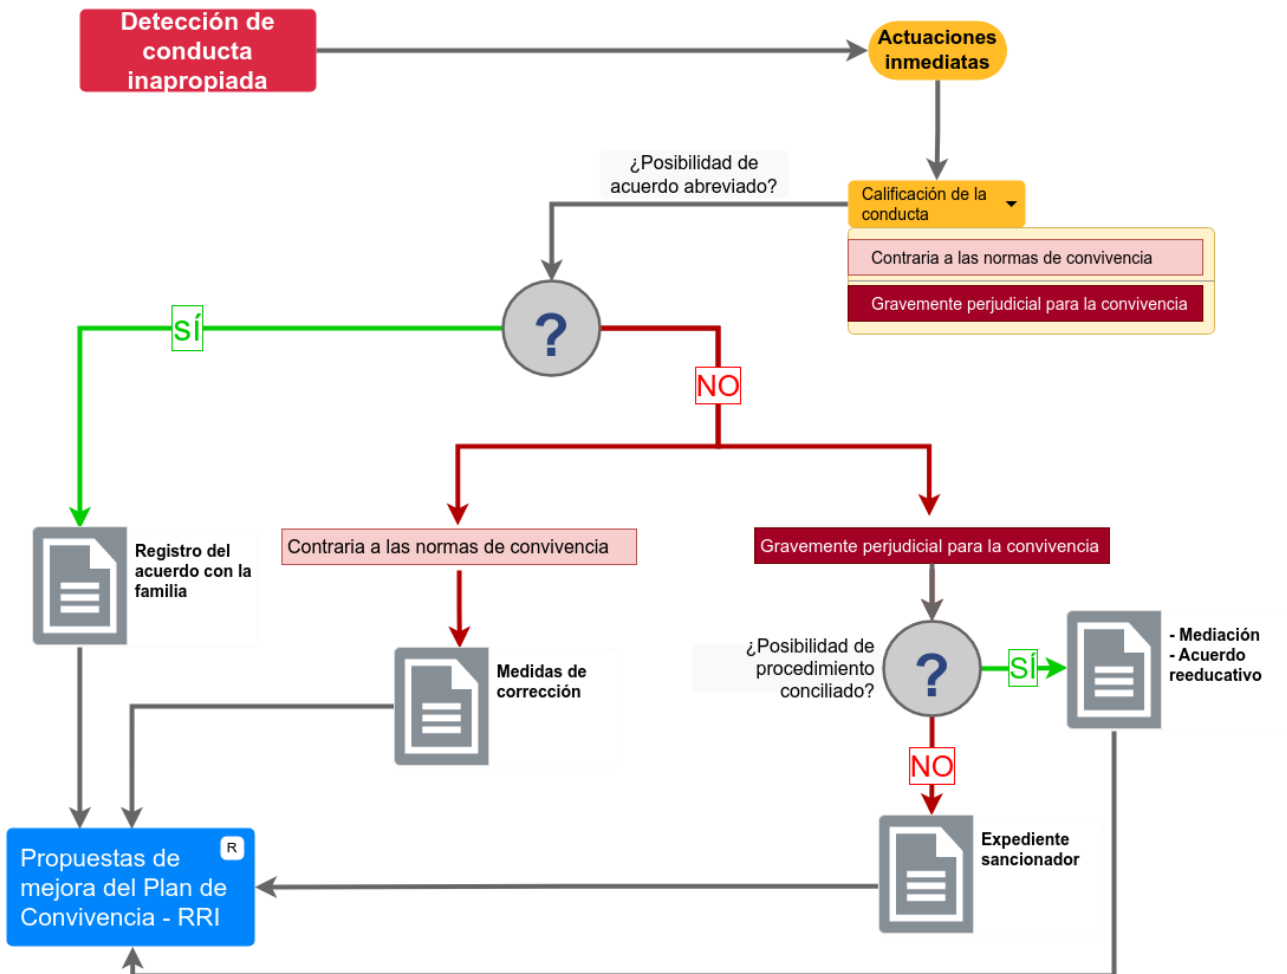 Detección de
conducta
inapropiada
Actuaciones
inmediatas
¿Posibilidad de
acuerdo abreviado?
Calificación de la
conducta
Contraria a las normas de convivencia
Gravemente perjudicial para la convivencia
?
SÍ
NO
Registro del
acuerdo con la
familia
Contraria a las normas de convivencia
Gravemente perjudicial para la convivencia
Medidas de
corrección
¿Posibilidad de
procedimiento
conciliado?
?
SÍ
- Mediación
- Acuerdo
reeducativo
NO
Expediente
sancionador
Propuestas de
mejora del Plan de
Convivencia - RRI
R